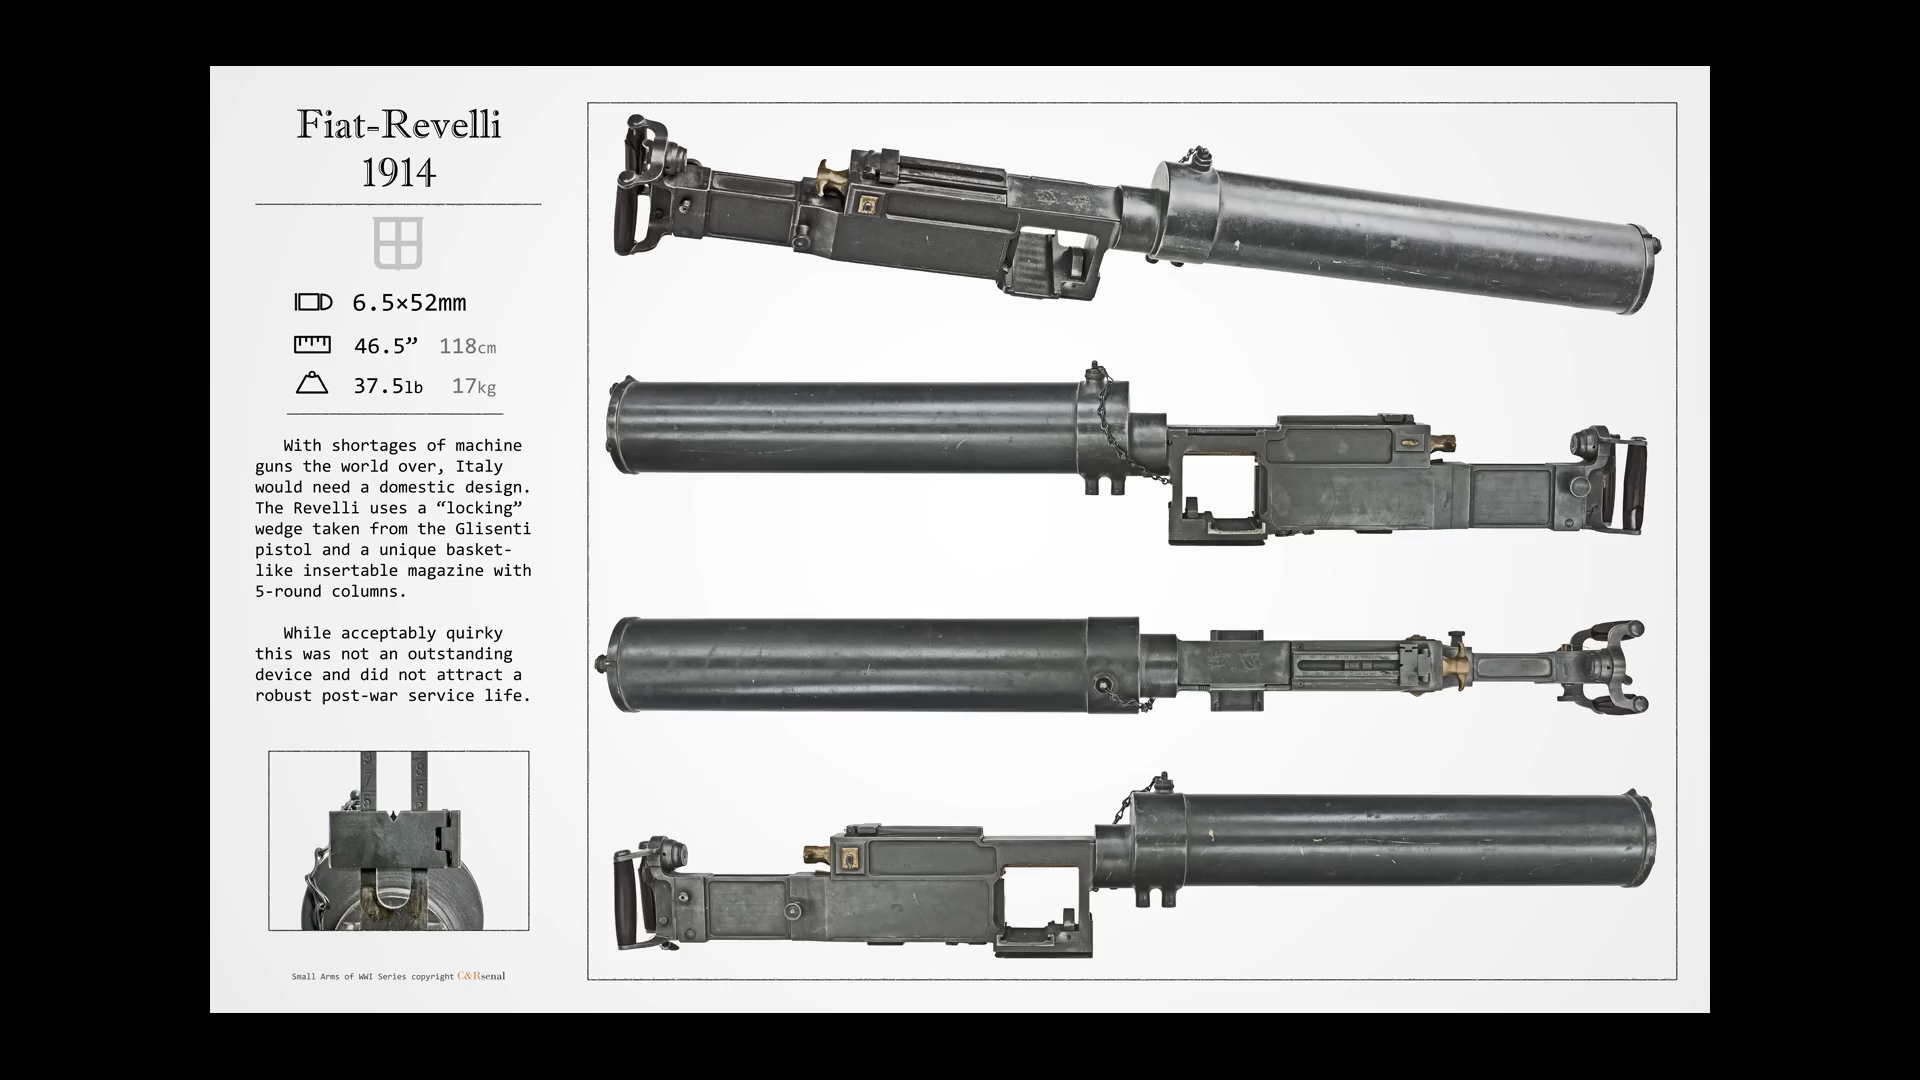 Fiat-Revelli
1914
6.5×52mm
46.5” 118cm
37.5lb 17kg
With shortages of machine
guns the world over, Italy
would need a domestic design.
The Revelli uses a “locking”
wedge taken from the Glisenti
pistol and a unique basket-
like insertable magazine with
5-round columns.
While acceptably quirky
this was not an outstanding
device and did not attract a
robust post-war service life.
Small Arms of WWI Series copyright C&Rsenal